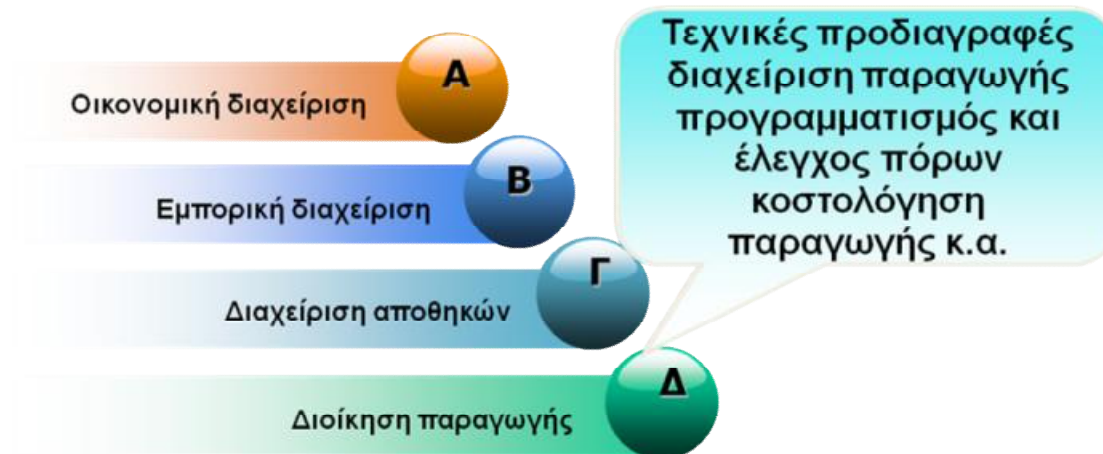 Οικονομική διαχείριση
Α
Εμπορική διαχείριση
Β
Διαχείριση αποθηκών
Γ
Διοίκηση παραγωγής
Δ
Τεχνικές προδιαγραφές
διαχείριση παραγωγής
προγραμματισμός και
έλεγχος πόρων
κοστολόγηση
παραγωγής κ.α.